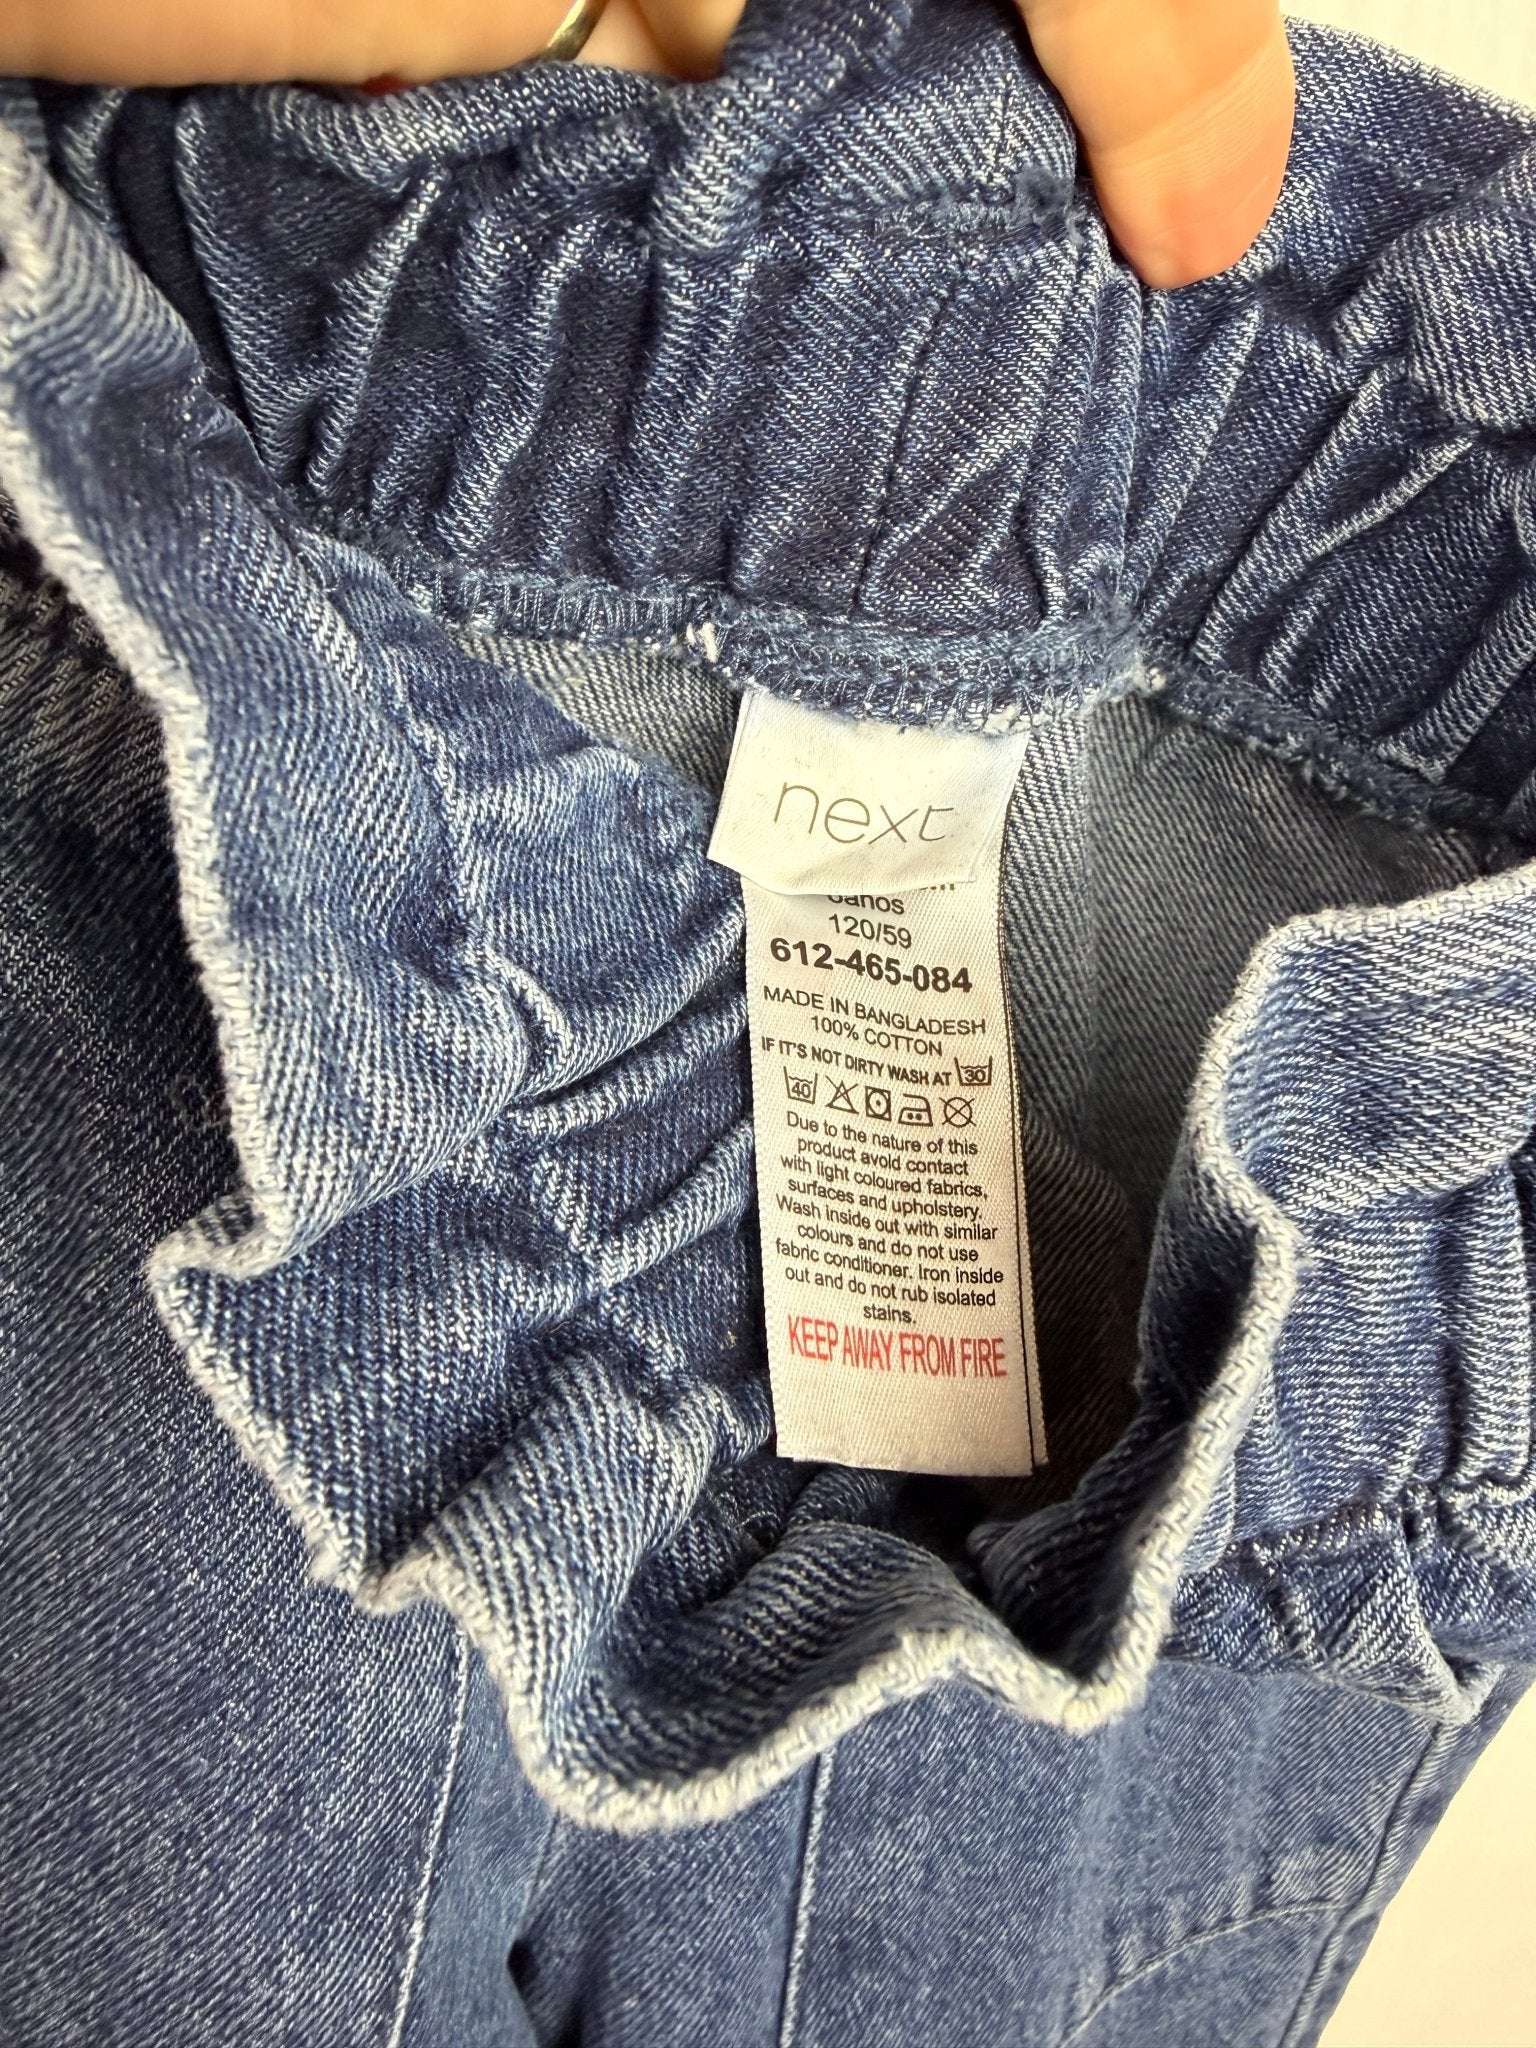 next
6anos
120/59
612-465-084
MADE IN BANGLADESH
100% COTTON
IF IT'S NOT DIRTY WASH AT 30
40
Due to the nature of this
product avoid contact
with light coloured fabrics,
surfaces and upholstery.
Wash inside out with similar
colours and do not use
fabric conditioner. Iron inside
out and do not rub isolated
stains.
KEEP AWAY FROM FIRE